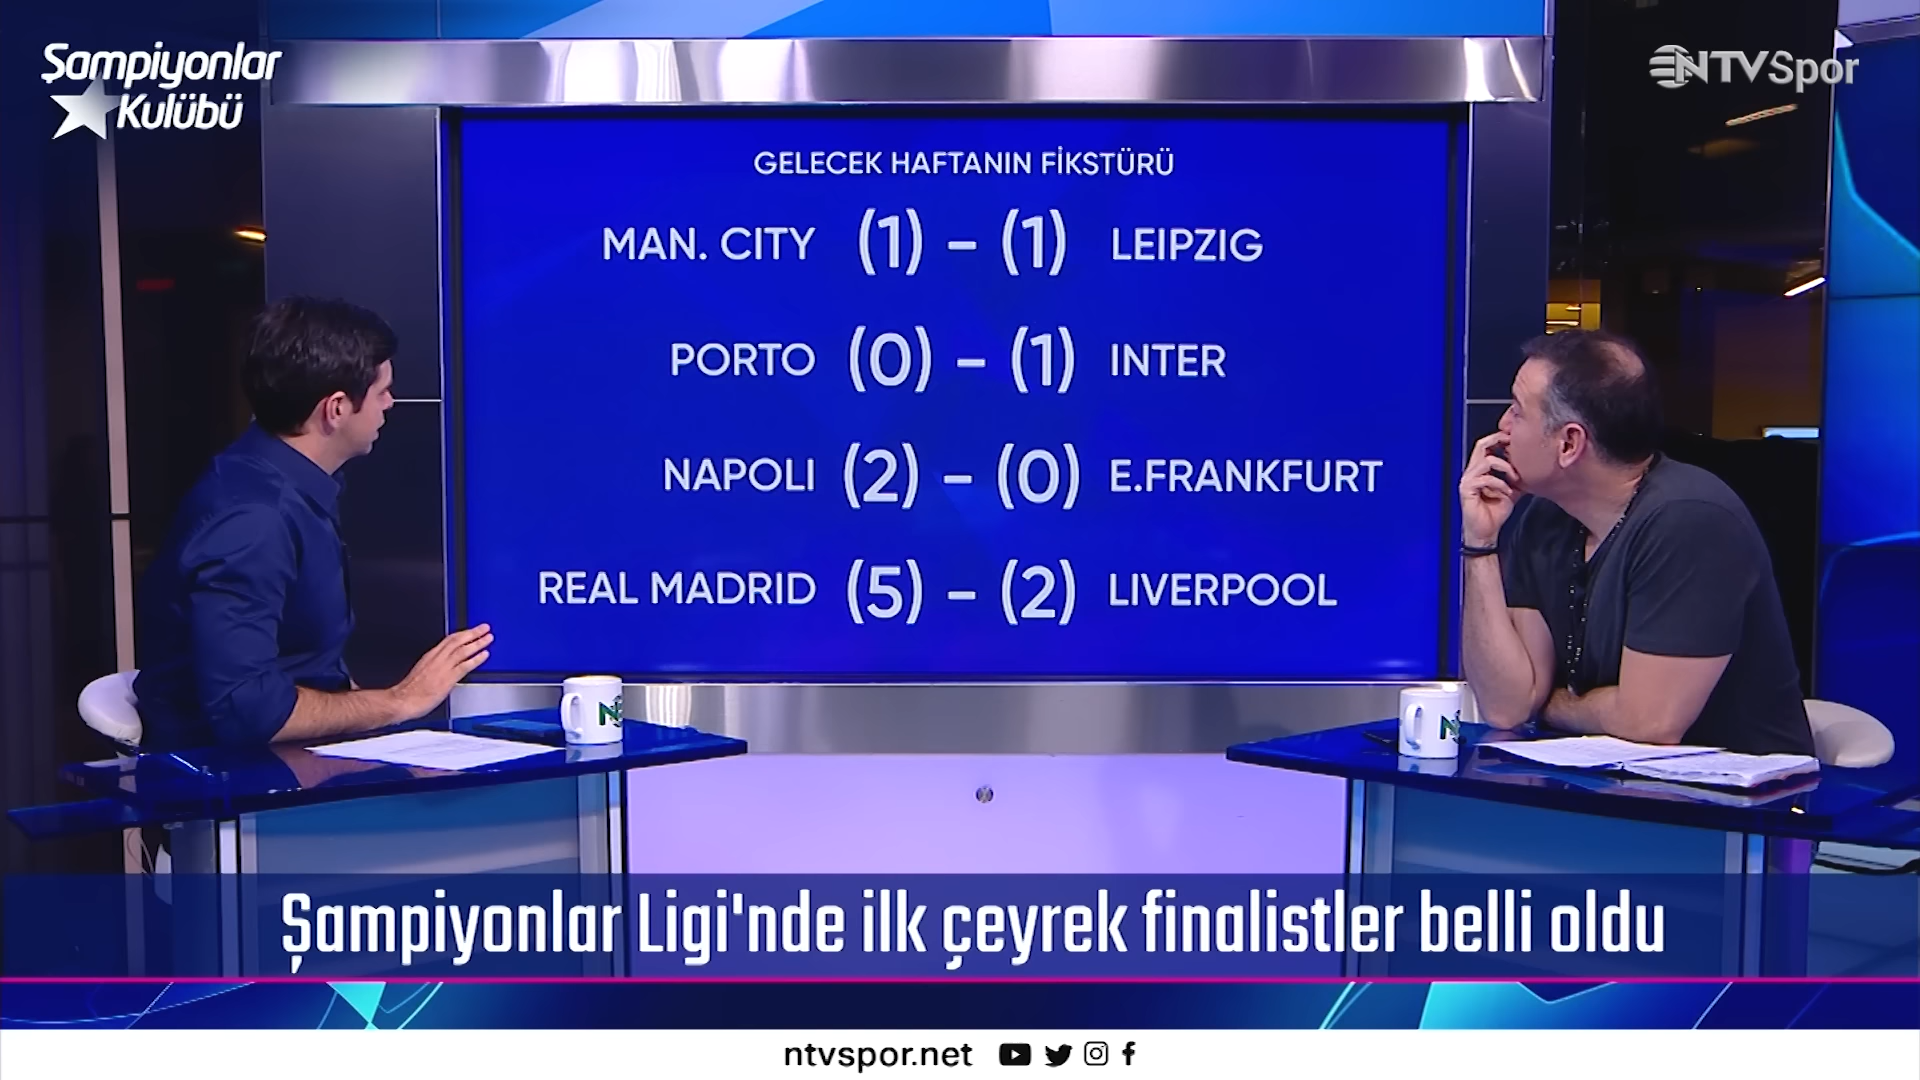 Şampiyonlar
Kulübü
NTVSpor
GELECEK HAFTANIN FİKSTÜRÜ
MAN. CITY (1) - (1) LEIPZIG
PORTO (0) - (1) INTER
NAPOLI (2) - (0) E.FRANKFURT
REAL MADRID (5) - (2) LIVERPOOL
Şampiyonlar Ligi'nde ilk çeyrek finalistler belli oldu
ntvspor.net